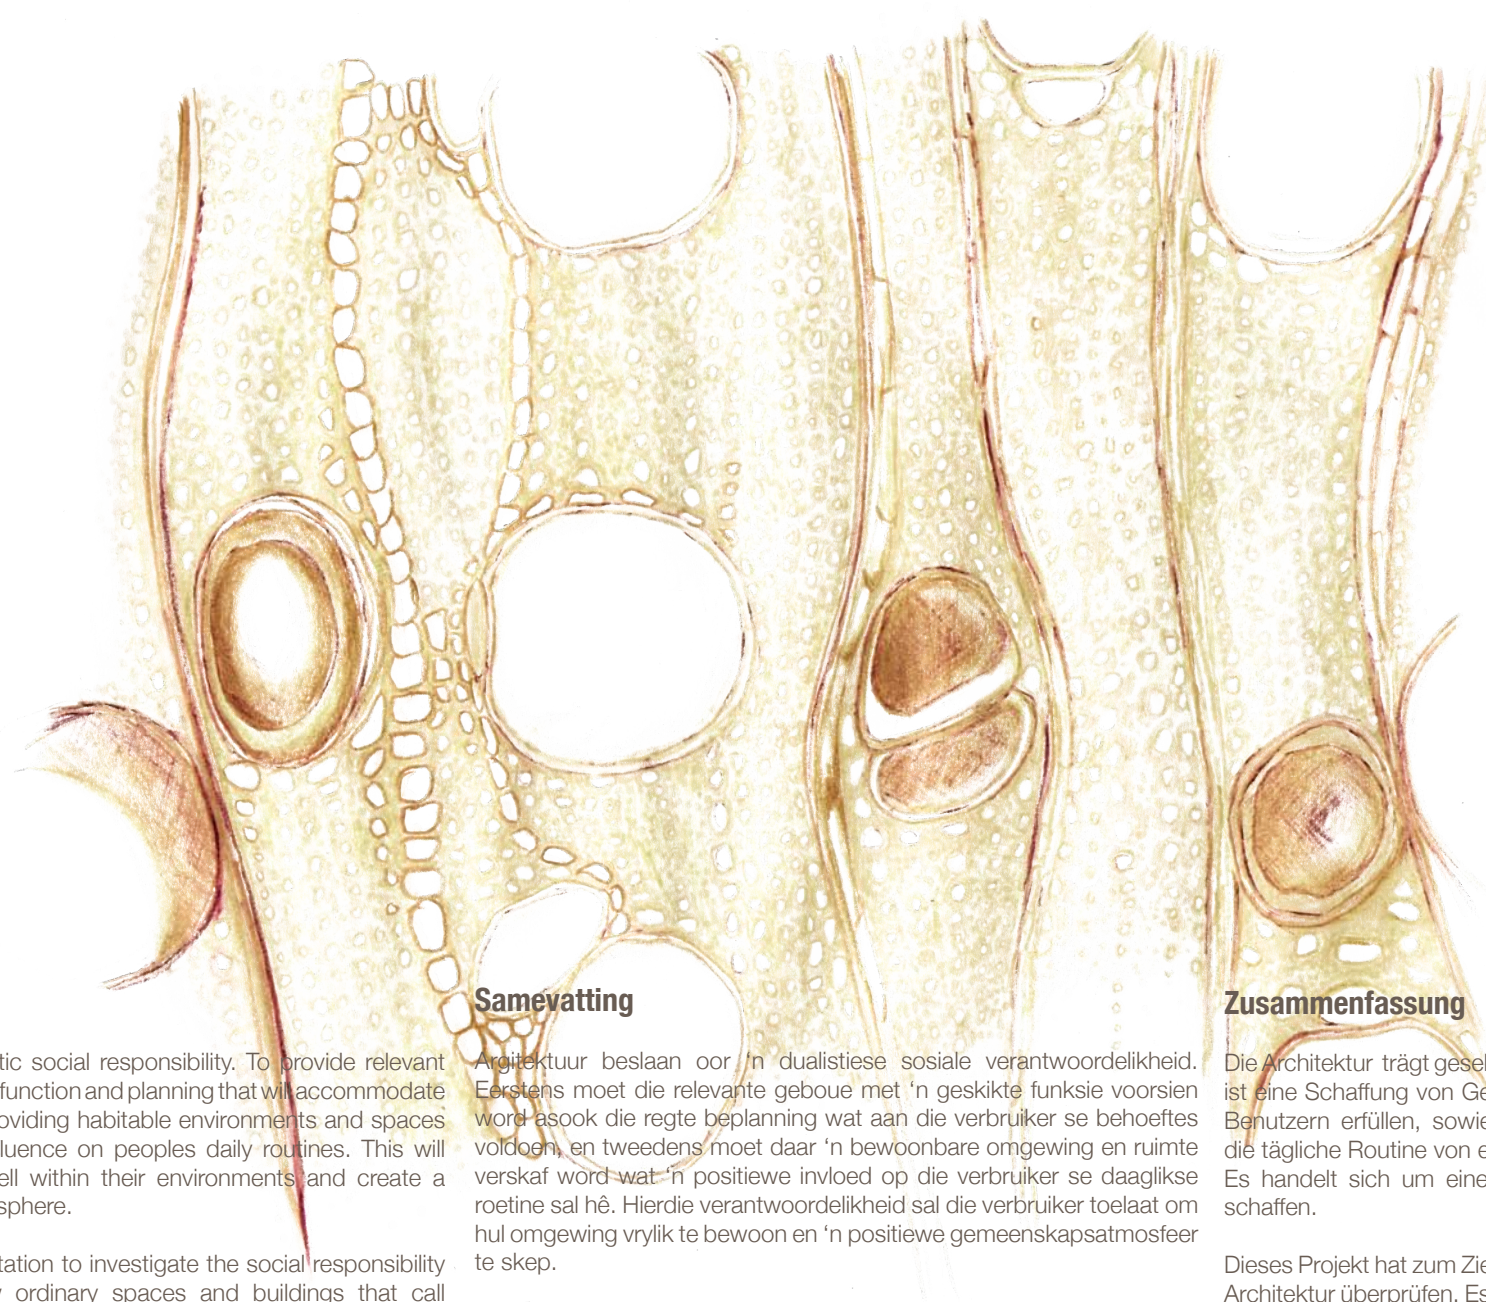 tic social responsibility. To provide relevant
function and planning that will accommodate
oviding habitable environments and spaces
luence on peoples daily routines. This will
ell within their environments and create a
sphere.
tation to investigate the social responsibility
ordinary spaces and buildings that call
Samevatting
Argitektuur beslaan oor ‘n dualistiese sosiale verantwoordelikheid.
Eerstens moet die relevante geboue met ‘n geskikte funksie voorsien
word asook die regte beplanning wat aan die verbruiker se behoeftes
voldoen, en tweedens moet daar ‘n bewoonbare omgewing en ruimte
verskaf word wat ‘n positiewe invloed op die verbruiker se daaglikse
roetine sal hê. Hierdie verantwoordelikheid sal die verbruiker toelaat om
hul omgewing vrylik te bewoon en ‘n positiewe gemeenskapsatmosfeer
te skep.
Zusammenfassung
Die Architektur trägt gesel
ist eine Schaffung von Ge
Benutzern erfüllen, sowie
die tägliche Routine von e
Es handelt sich um eine
schaffen.
Dieses Projekt hat zum Zie
Architektur überprüfen. Es